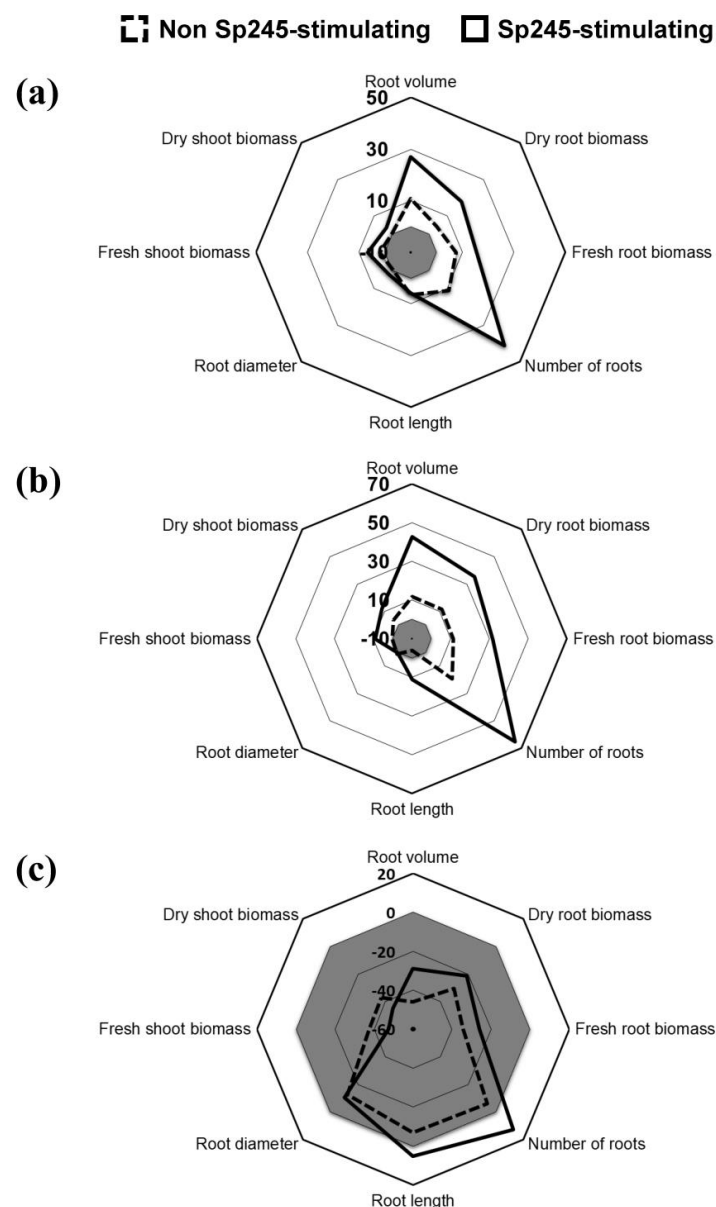 Non Sp245-stimulating Sp245-stimulating
(a)
Root volume
50
Dry shoot biomass
Dry root biomass
30
10
Fresh shoot biomass
-10
Fresh root biomass
Root diameter
Number of roots
Root length
(b)
Root volume
70
Dry shoot biomass
Dry root biomass
50
30
10
Fresh shoot biomass
-10
Fresh root biomass
Root diameter
Number of roots
Root length
(c)
Root volume
20
Dry shoot biomass
Dry root biomass
0
-20
-40
Fresh shoot biomass
-60
Fresh root biomass
Root diameter
Number of roots
Root length